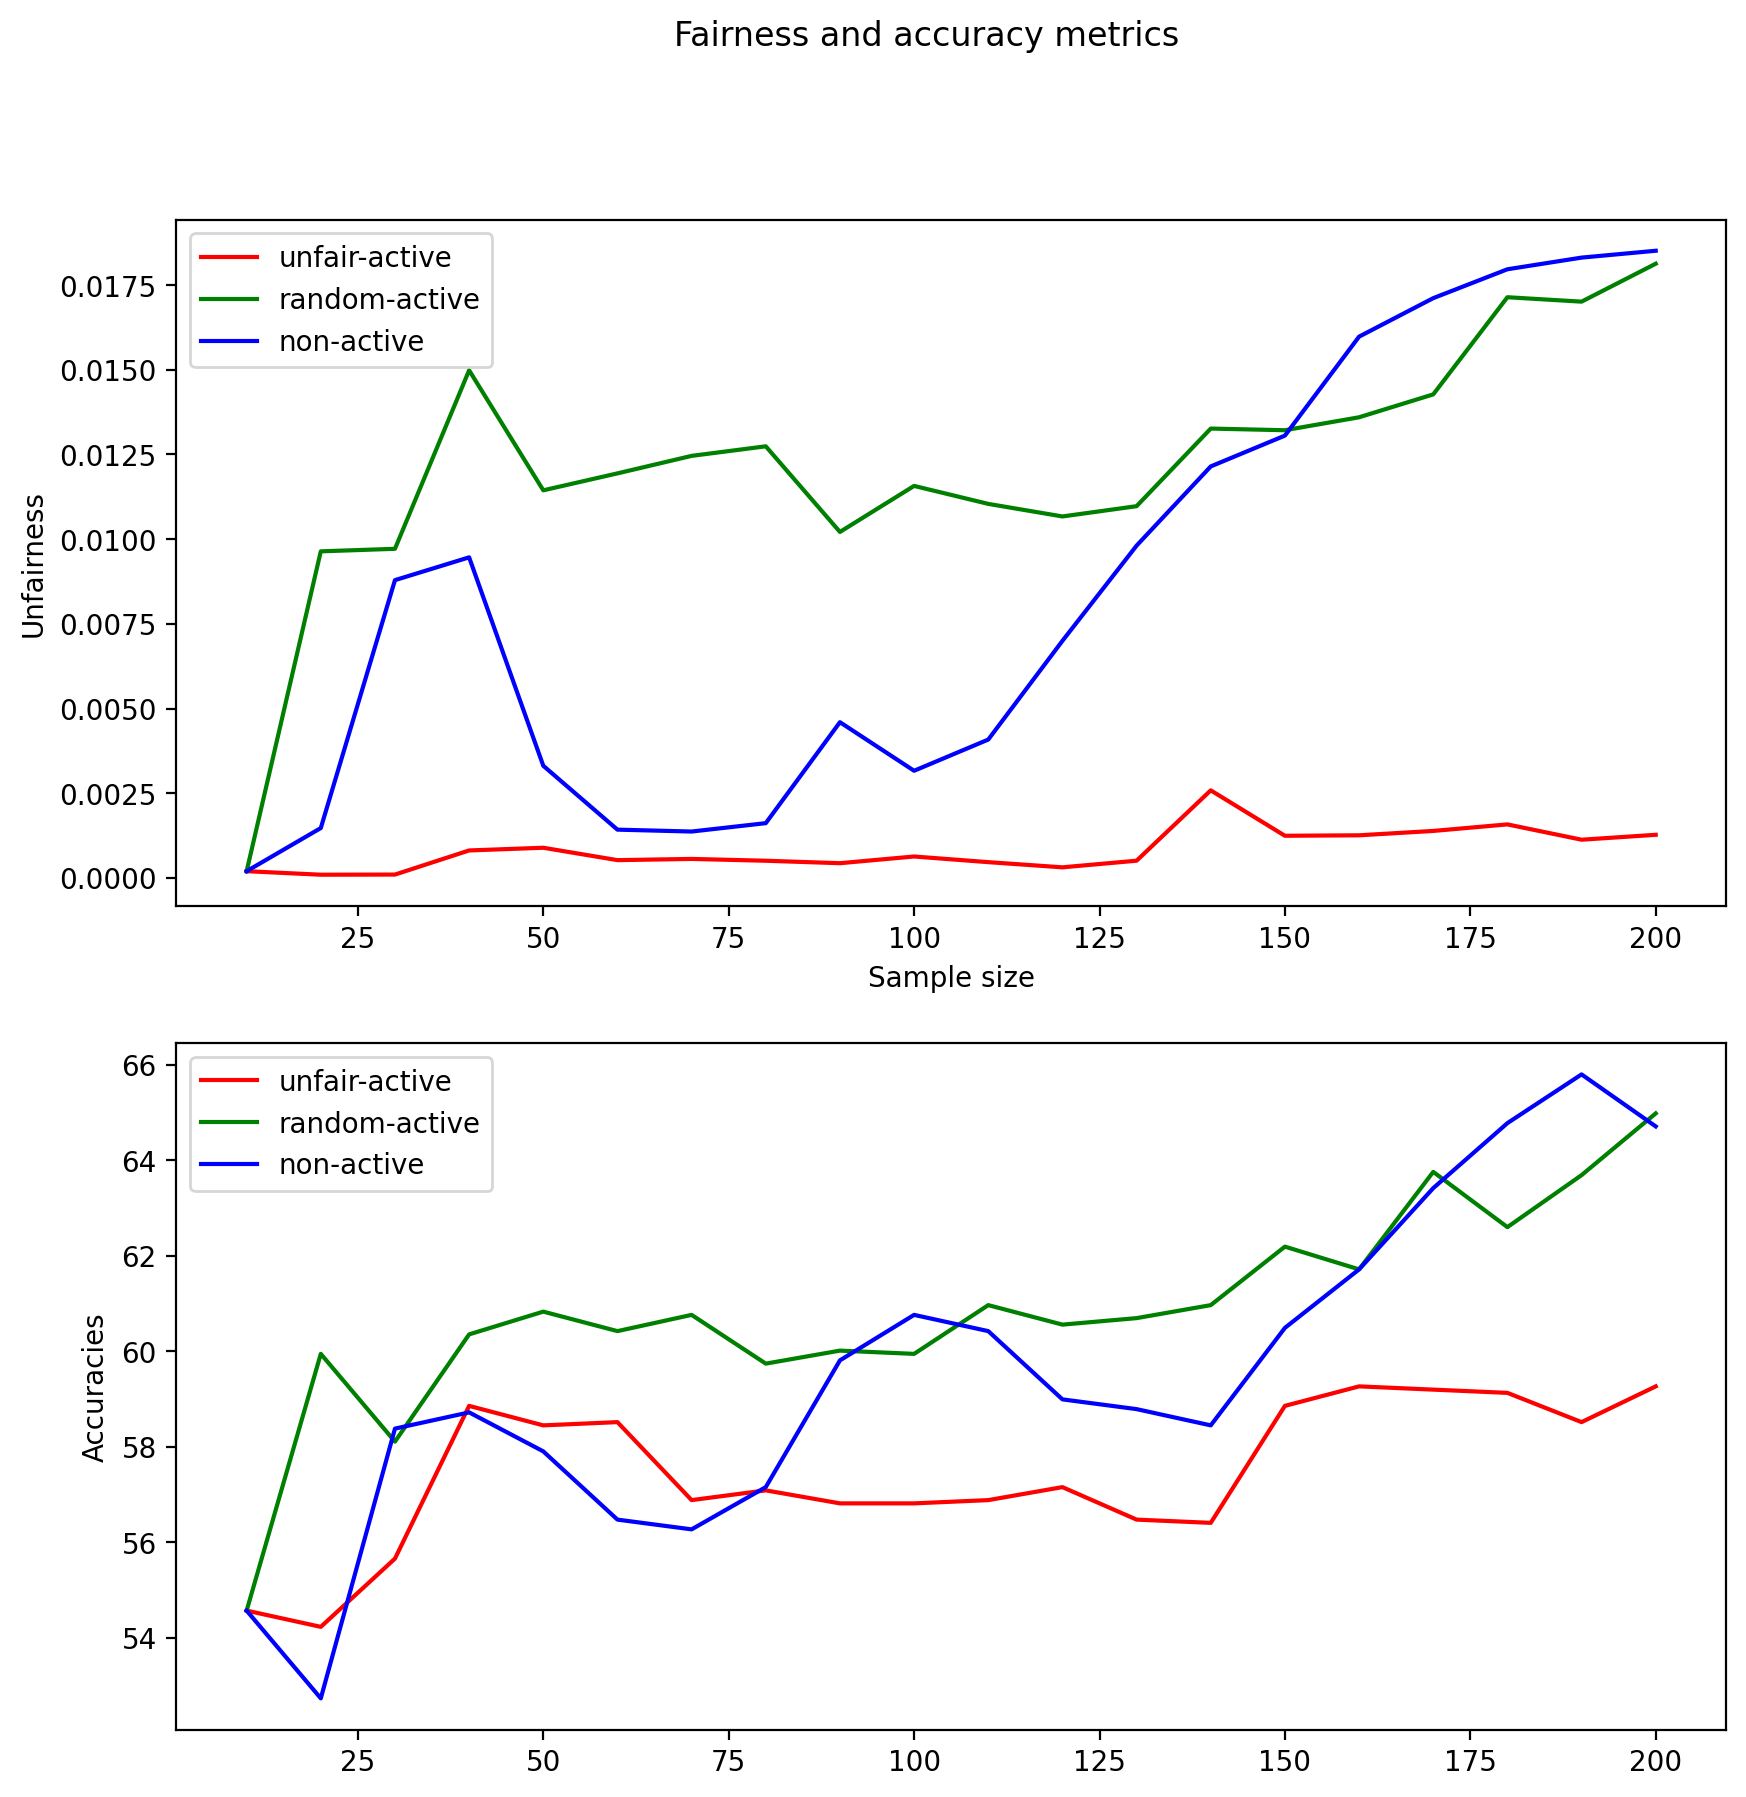 Fairness and accuracy metrics
unfair-active
random-active
non-active
0.0175
0.0150
0.0125
0.0100
0.0075
0.0050
0.0025
0.0000
Unfairness
25 50 75 100 125 150 175 200
Sample size
unfair-active
random-active
non-active
66
64
62
60
58
56
54
Accuracies
25 50 75 100 125 150 175 200